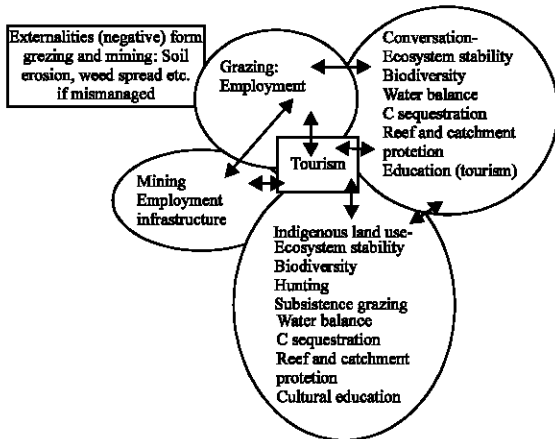 Externalities (negative) form
grezing and mining: Soil
erosion, weed spread etc.
if mismanaged
Grazing:
Employment
Conversation-
Ecosystem stability
Biodiversity
Water balance
C sequestration
Reef and catchment
protetion
Education (tourism)
Tourism
Mining
Employment
infrastructure
Indigenous land use-
Ecosystem stability
Biodiversity
Hunting
Subsistence grazing
Water balance
C sequestration
Reef and catchment
protetion
Cultural education